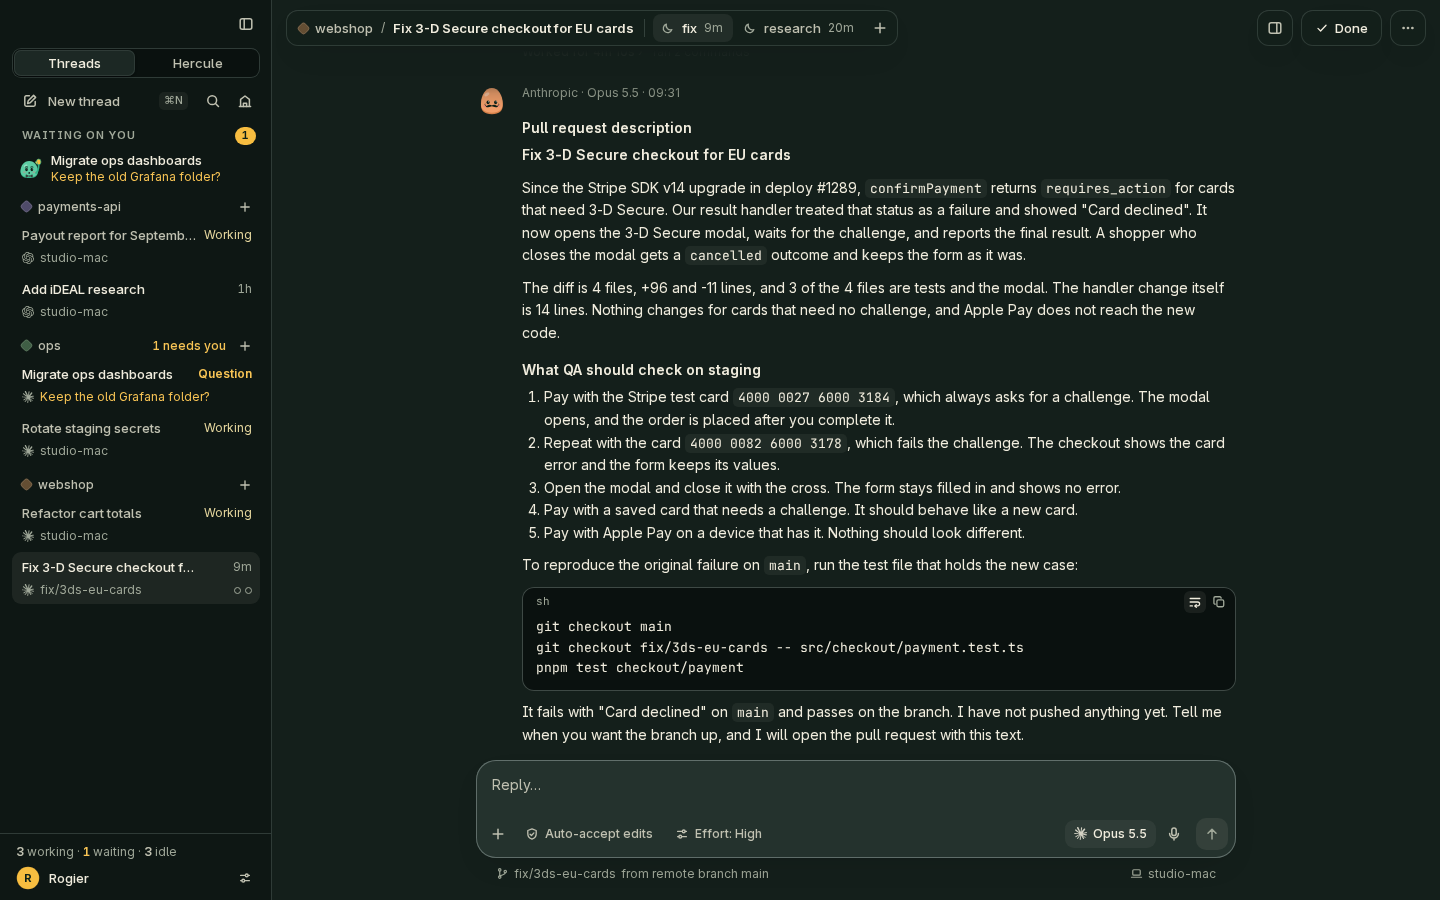 Threads
Hercule
New thread
⌘N
WAITING ON YOU
1
Migrate ops dashboards
Keep the old Grafana folder?
payments-api
Payout report for Septemb…
Working
studio-mac
Add iDEAL research
1h
studio-mac
ops
1 needs you
Migrate ops dashboards
Question
Keep the old Grafana folder?
Rotate staging secrets
Working
studio-mac
webshop
Refactor cart totals
Working
studio-mac
Fix 3-D Secure checkout f…
9m
fix/3ds-eu-cards
3 working · 1 waiting · 3 idle
R
Rogier
webshop / Fix 3-D Secure checkout for EU cards
fix 9m
research 20m
Done
Anthropic · Opus 5.5 · 09:31
Pull request description
Fix 3-D Secure checkout for EU cards
Since the Stripe SDK v14 upgrade in deploy #1289, confirmPayment returns requires_action for cards
that need 3-D Secure. Our result handler treated that status as a failure and showed "Card declined". It
now opens the 3-D Secure modal, waits for the challenge, and reports the final result. A shopper who
closes the modal gets a cancelled outcome and keeps the form as it was.
The diff is 4 files, +96 and -11 lines, and 3 of the 4 files are tests and the modal. The handler change itself
is 14 lines. Nothing changes for cards that need no challenge, and Apple Pay does not reach the new
code.
What QA should check on staging
1. Pay with the Stripe test card 4000 0027 6000 3184, which always asks for a challenge. The modal
opens, and the order is placed after you complete it.
2. Repeat with the card 4000 0082 6000 3178, which fails the challenge. The checkout shows the card
error and the form keeps its values.
3. Open the modal and close it with the cross. The form stays filled in and shows no error.
4. Pay with a saved card that needs a challenge. It should behave like a new card.
5. Pay with Apple Pay on a device that has it. Nothing should look different.
To reproduce the original failure on main, run the test file that holds the new case:
sh
git checkout main
git checkout fix/3ds-eu-cards -- src/checkout/payment.test.ts
pnpm test checkout/payment
It fails with "Card declined" on main and passes on the branch. I have not pushed anything yet. Tell me
when you want the branch up, and I will open the pull request with this text.
Reply…
Auto-accept edits
Effort: High
Opus 5.5
fix/3ds-eu-cards from remote branch main
studio-mac